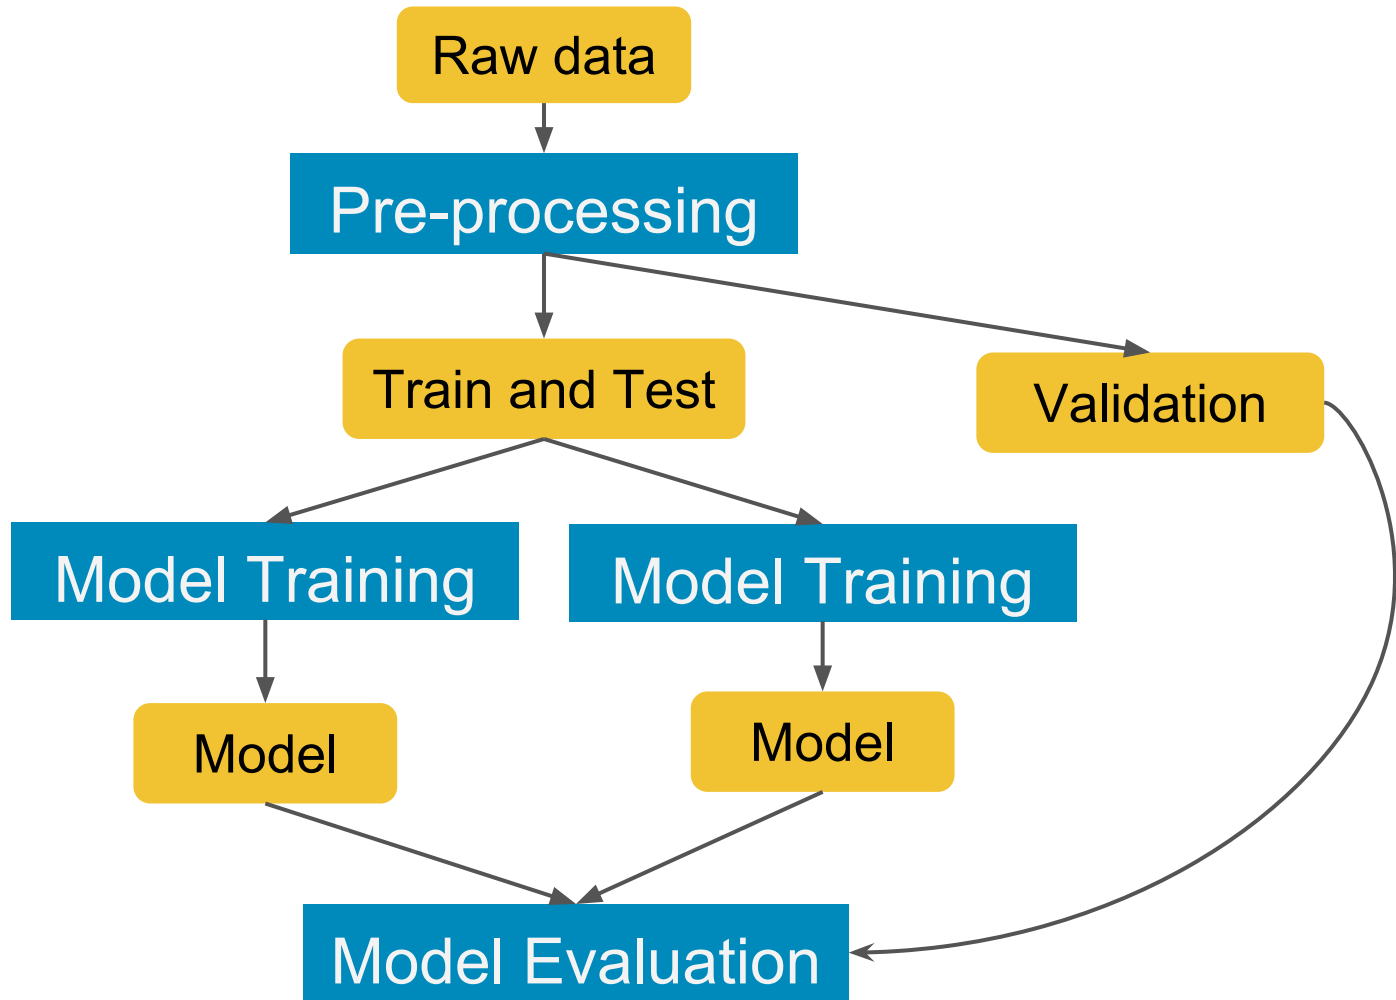 Raw data
Pre-processing
Train and Test
Validation
Model Training
Model Training
Model
Model
Model Evaluation